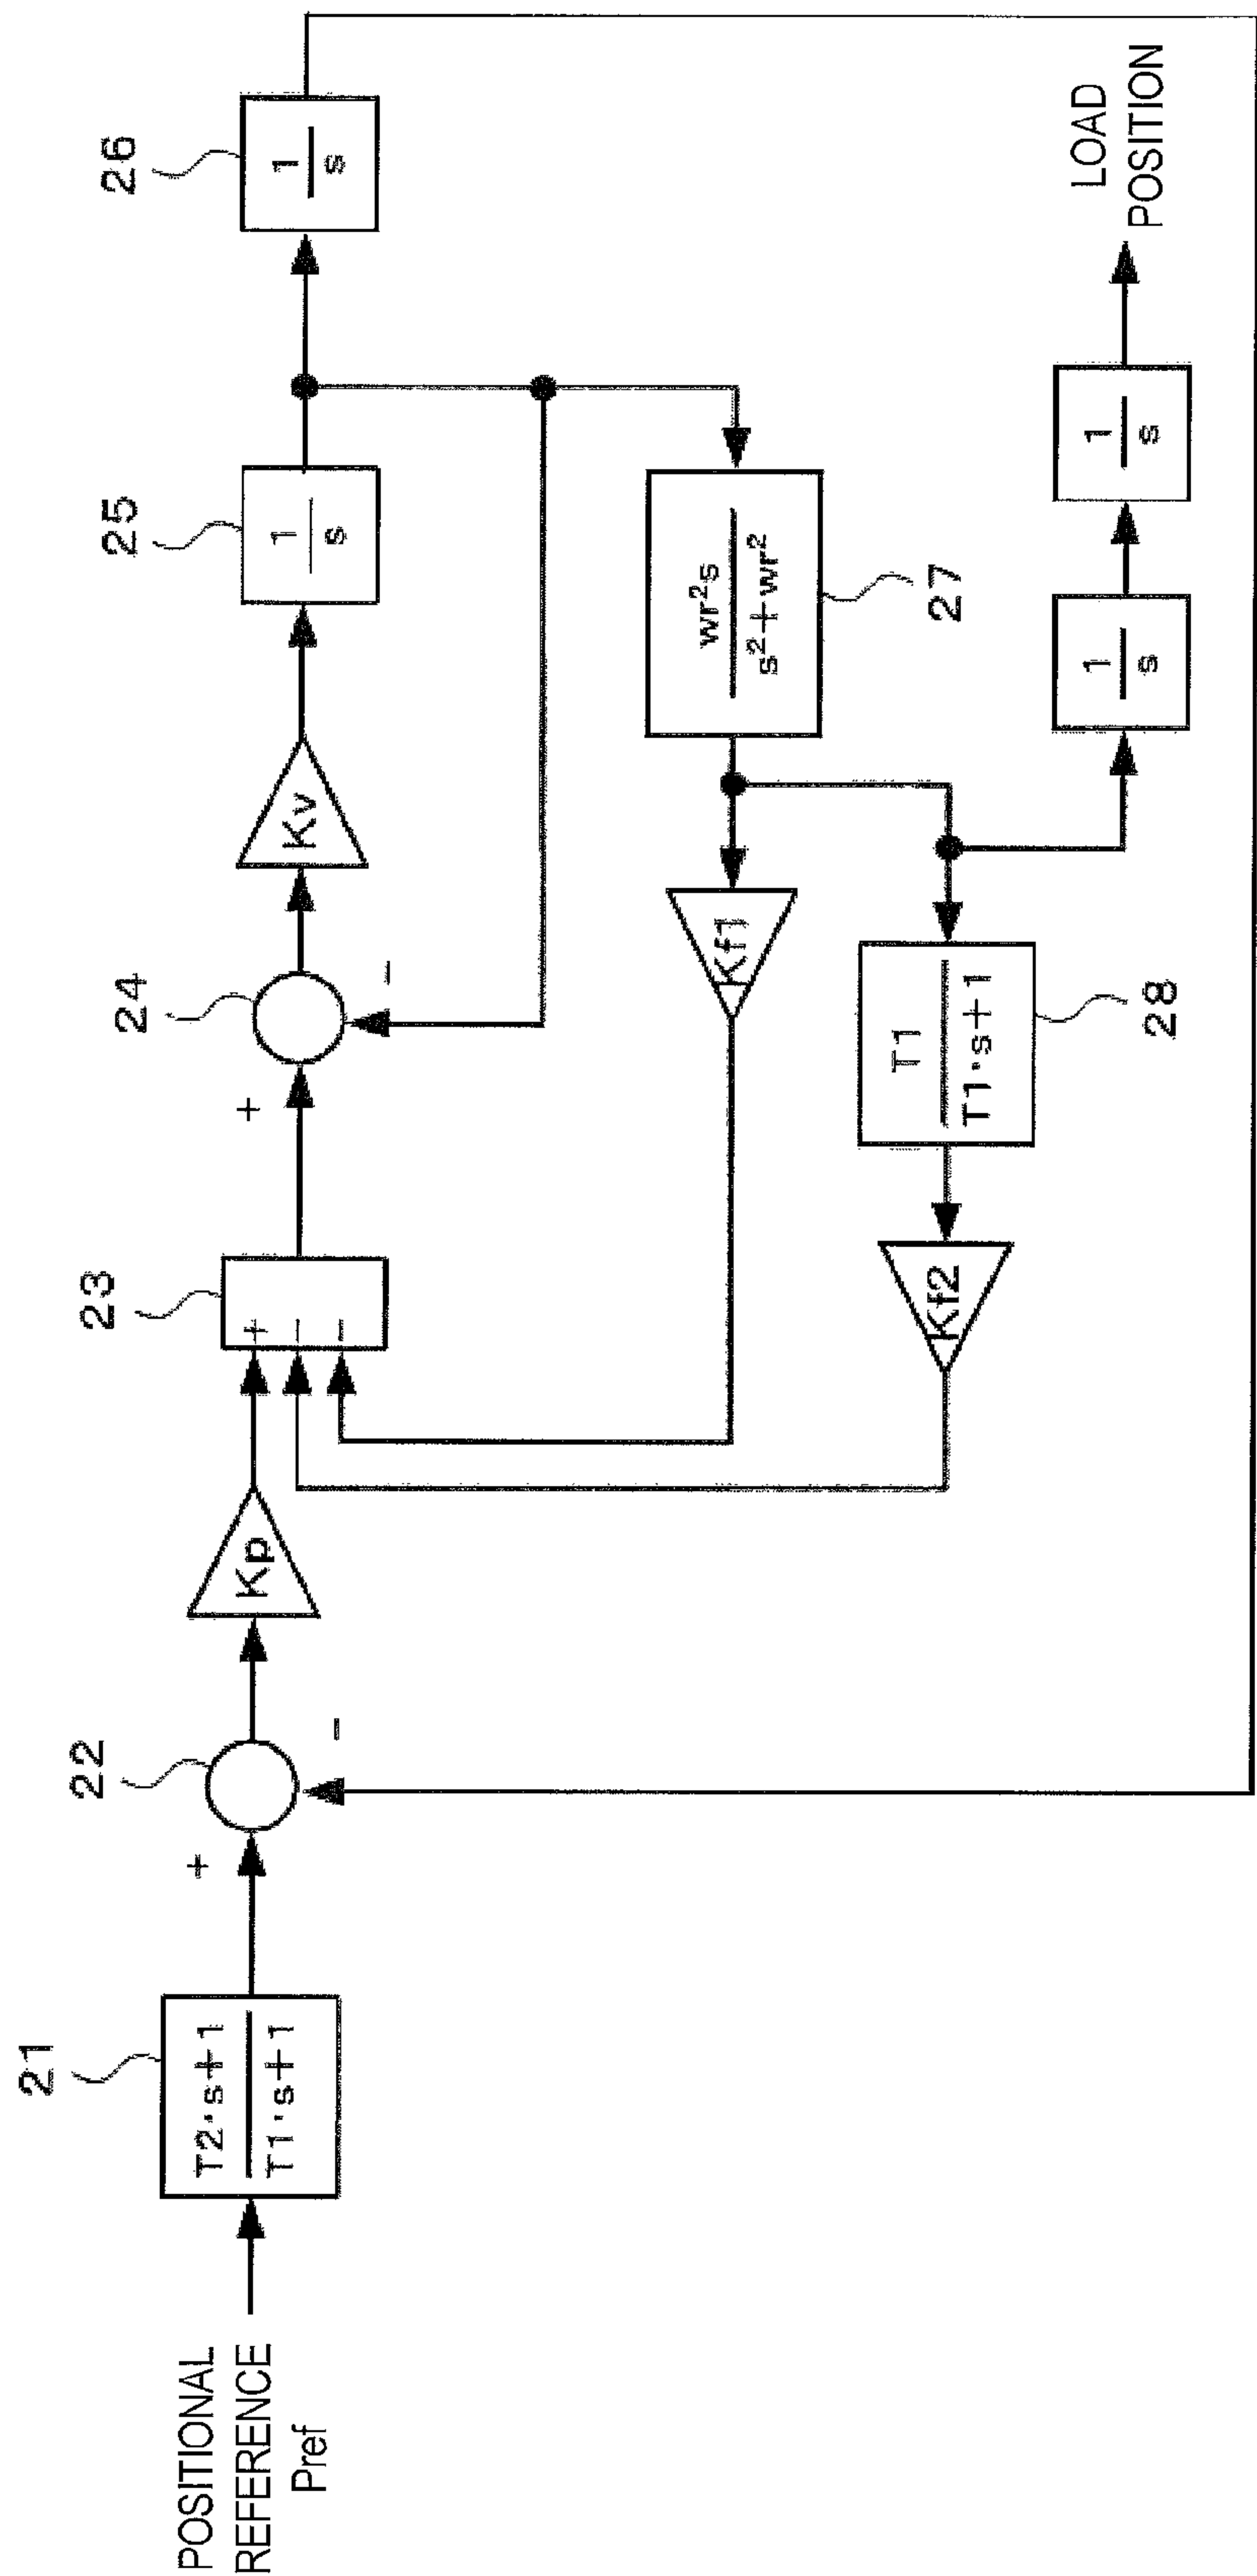 POSITIONAL
REFERENCE
Pref
21
T2·s+1
T1·s+1
22
+
-
Kp
23
+
-
-
24
+
-
Kv
25
1
s
26
1
s
wr²s
s²+wr²
27
Kf1
T1
T1·s+1
28
Kf2
1
s
1
s
LOAD
POSITION